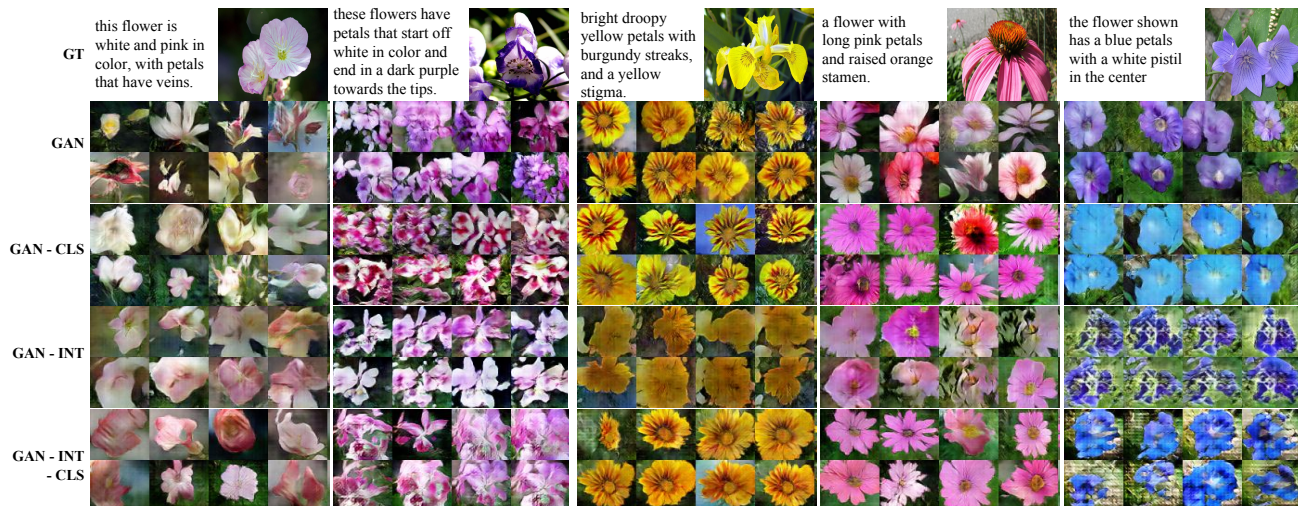 GT
this flower is
white and pink in
color, with petals
that have veins.
these flowers have
petals that start off
white in color and
end in a dark purple
towards the tips.
bright droopy
yellow petals with
burgundy streaks,
and a yellow
stigma.
a flower with
long pink petals
and raised orange
stamen.
the flower shown
has a blue petals
with a white pistil
in the center
GAN
GAN - CLS
GAN - INT
GAN - INT
- CLS